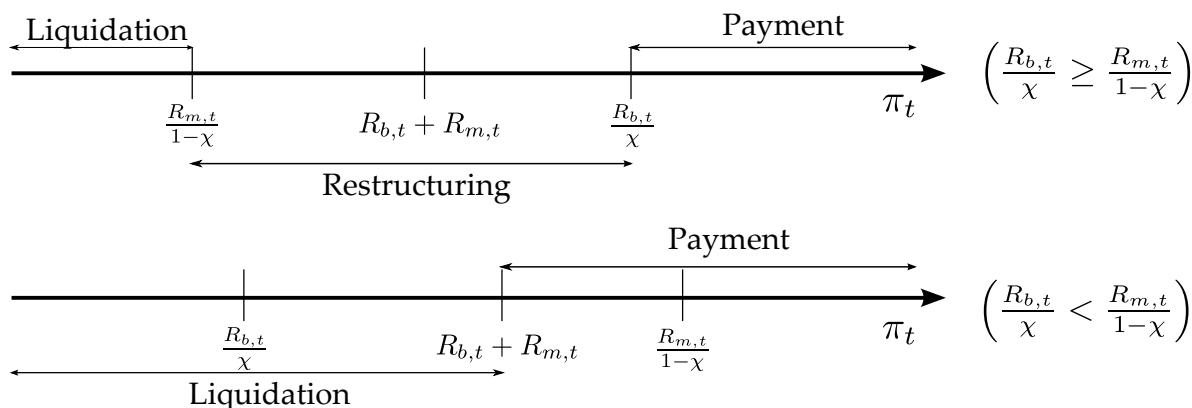 Liquidation
Payment
π_t
(R_{b,t}/χ ≥ R_{m,t}/(1−χ))
R_{m,t}/(1−χ)
R_{b,t} + R_{m,t}
R_{b,t}/χ
Restructuring
Payment
π_t
(R_{b,t}/χ < R_{m,t}/(1−χ))
R_{b,t}/χ
R_{b,t} + R_{m,t}
R_{m,t}/(1−χ)
Liquidation